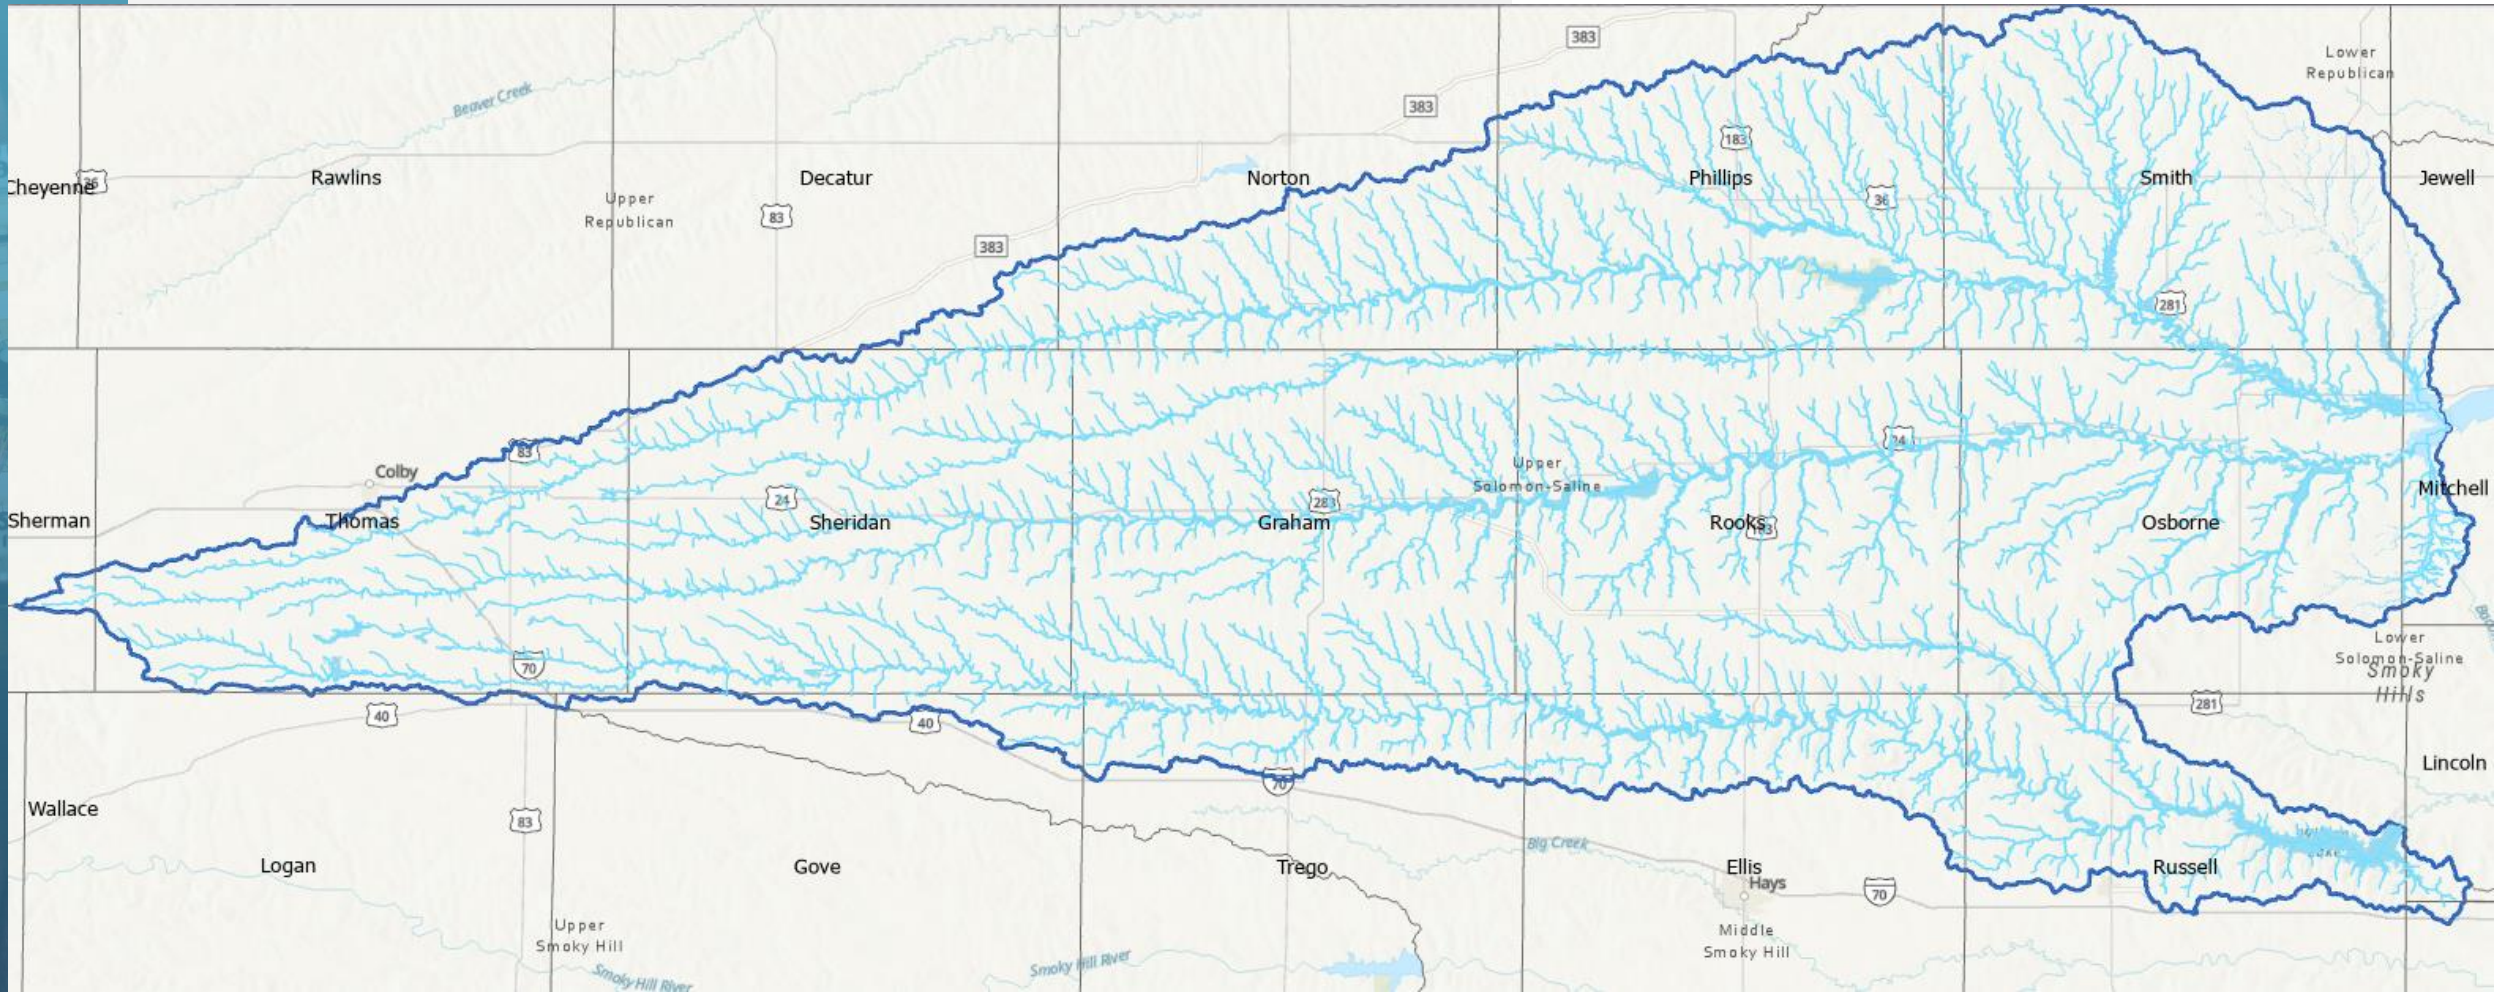 383
Lower
Republican
383
Beaver Creek
183
Cheyenne
36
Rawlins
Decatur
Norton
Phillips
Smith
Jewell
Upper
Republican
83
36
383
281
83
Colby
24
Upper
Solomon-Saline
24
283
Mitchell
Sherman
Thomas
Sheridan
Graham
Rooks
Osborne
Lower
Solomon-Saline
Smoky
Hills
70
40
40
281
70
Lincoln
Wallace
83
Big Creek
Logan
Gove
Trego
Ellis
Hays
70
Russell
Upper
Smoky Hill
Middle
Smoky Hill
Smoky Hill River
Smoky Hill River